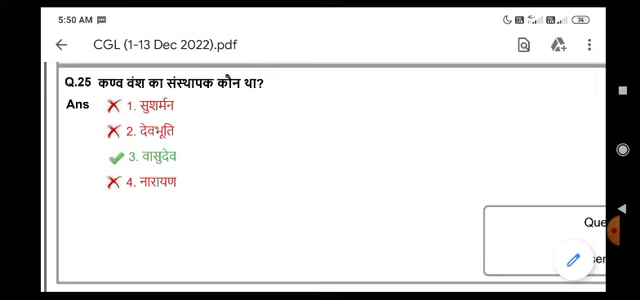 5:50 AM
36
CGL (1-13 Dec 2022).pdf
Q.25 कण्व वंश का संस्थापक कौन था?
Ans 1. सुशर्मन
2. देवभूति
3. वासुदेव
4. नारायण
Que